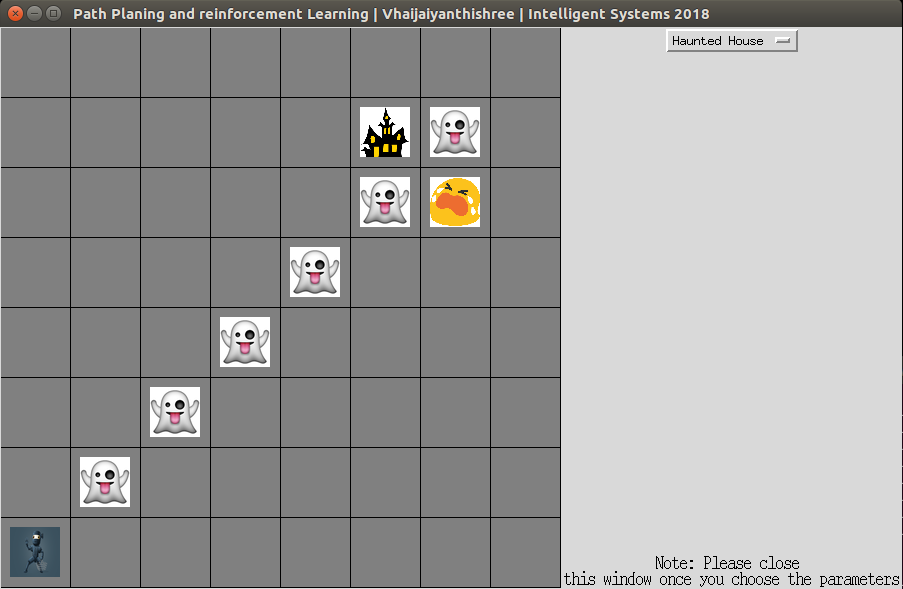 Path Planing and reinforcement Learning | Vhaijaiyanthishree | Intelligent Systems 2018
Haunted House
Note: Please close
this window once you choose the parameters